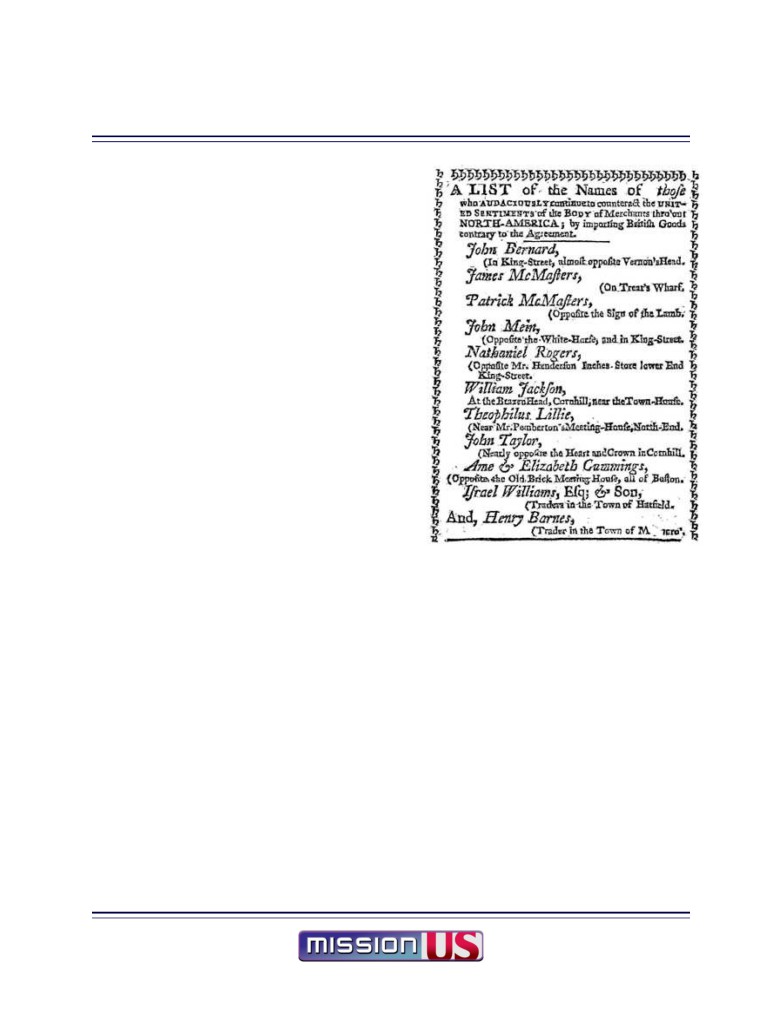 A LIST of the Names of thoſe
who AUDACIOUSLY continue to counteract the UNIT-
ED SENTIMENTS of the BODY of Merchants thro'out
NORTH-AMERICA; by importing British Goods
contrary to the Agreement.
John Bernard,
(In King-Street, almoſt oppoſite Vernon's Head.
James McMaſters,
(On Treat's Wharf.
Patrick McMaſters,
(Oppoſite the Sign of the Lamb.
John Mein,
(Oppoſite the White-Horſe, and in King-Street.
Nathaniel Rogers,
(Oppoſite Mr. Henderſon Inches Store lower End
King-Street.
William Jackſon,
At the Brazen Head, Cornhill, near the Town-Houſe.
Theophilus Lillie,
(Near Mr. Pemberton's Meeting-Houſe, North-End.
John Taylor,
(Nearly oppoſite the Heart and Crown in Cornhill.
Ame & Elizabeth Cummings,
(Oppoſite the Old Brick Meeting Houſe, all of Boſton.
Iſrael Williams, Eſq; & Son,
(Traders in the Town of Hatfield.
And, Henry Barnes,
(Trader in the Town of
mission US